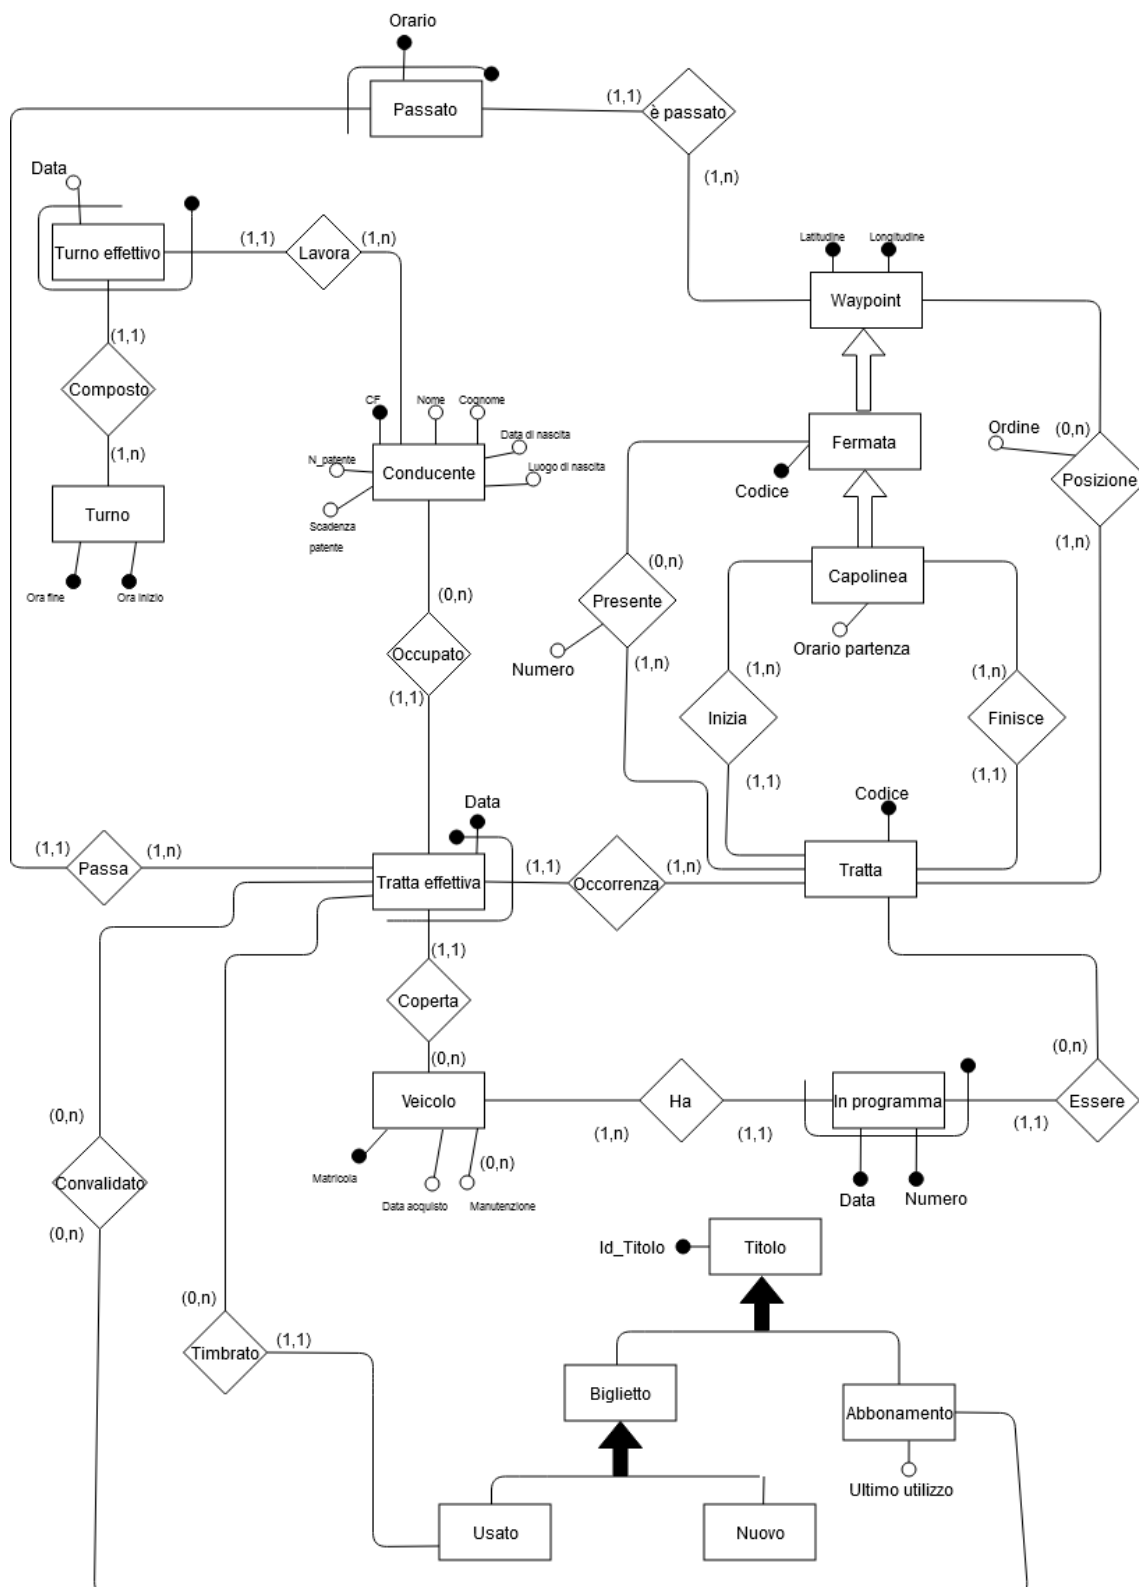 Orario
Passato
(1,1)
è passato
(1,n)
Data
Turno effettivo
(1,1)
Lavora
(1,n)
Latitudine
Longitudine
Waypoint
(1,1)
Composto
(1,n)
Turno
Ora fine
Ora inizio
CF
Nome
Cognome
Data di nascita
N_patente
Conducente
Luogo di nascita
Scadenza
patente
Fermata
Codice
Ordine
(0,n)
Posizione
(1,n)
(0,n)
Presente
Numero
(1,n)
Capolinea
Orario partenza
(0,n)
Occupato
(1,1)
(1,n)
Inizia
(1,1)
(1,n)
Finisce
(1,1)
Data
Codice
(1,1)
Passa
(1,n)
Tratta effettiva
(1,1)
Occorrenza
(1,n)
Tratta
(1,1)
Coperta
(0,n)
Veicolo
(1,n)
Ha
(1,1)
In programma
(1,1)
(0,n)
Essere
Matricola
Data acquisto
(0,n)
Manutenzione
Data
Numero
(0,n)
Convalidato
(0,n)
Id_Titolo
Titolo
(0,n)
Timbrato
(1,1)
Biglietto
Abbonamento
Ultimo utilizzo
Usato
Nuovo